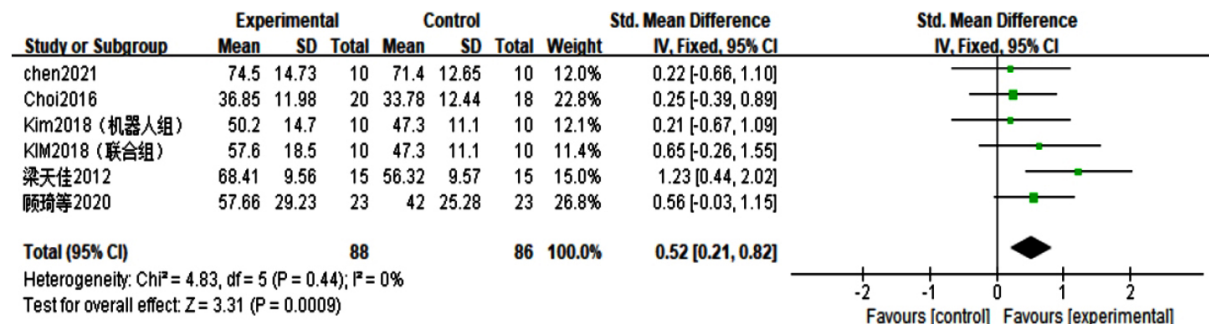 Experimental Control Std. Mean Difference Std. Mean Difference
Study or Subgroup Mean SD Total Mean SD Total Weight IV, Fixed, 95% CI IV, Fixed, 95% CI
chen2021 74.5 14.73 10 71.4 12.65 10 12.0% 0.22 [-0.66, 1.10]
Choi2016 36.85 11.98 20 33.78 12.44 18 22.8% 0.25 [-0.39, 0.89]
Kim2018（机器人组） 50.2 14.7 10 47.3 11.1 10 12.1% 0.21 [-0.67, 1.09]
KIM2018（联合组） 57.6 18.5 10 47.3 11.1 10 11.4% 0.65 [-0.26, 1.55]
梁天佳2012 68.41 9.56 15 56.32 9.57 15 15.0% 1.23 [0.44, 2.02]
顾琦等2020 57.66 29.23 23 42 25.28 23 26.8% 0.56 [-0.03, 1.15]
Total (95% CI) 88 86 100.0% 0.52 [0.21, 0.82]
Heterogeneity: Chi² = 4.83, df = 5 (P = 0.44); I² = 0%
Test for overall effect: Z = 3.31 (P = 0.0009)
-2 -1 0 1 2
Favours [control] Favours [experimental]